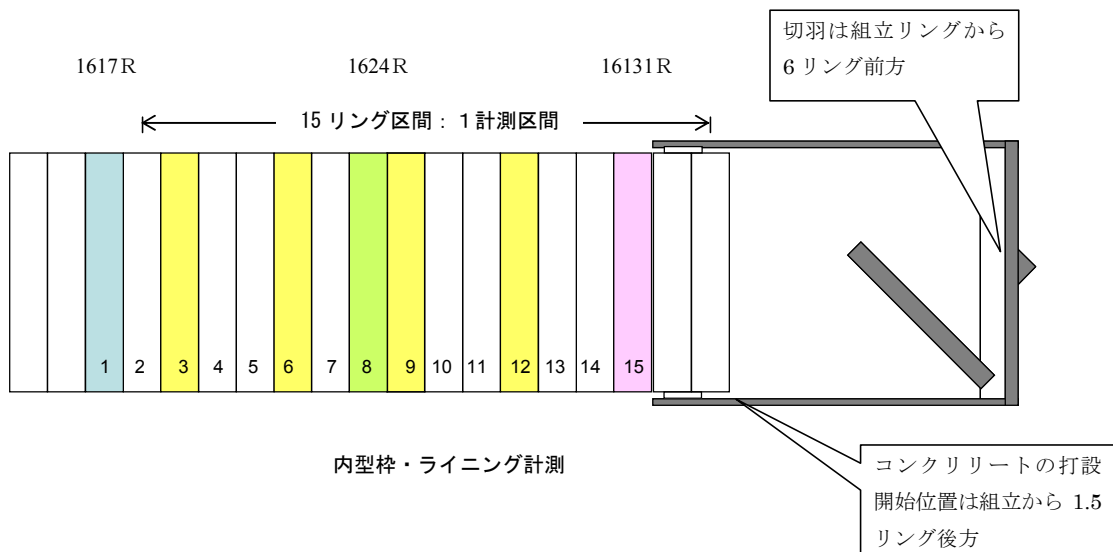 切羽は組立リングから
6 リング前方
1617R 1624R 16131R
15 リング区間：１計測区間
1 2 3 4 5 6 7 8 9 10 11 12 13 14 15
内型枠・ライニング計測
コンクリリートの打設
開始位置は組立から 1.5
リング後方